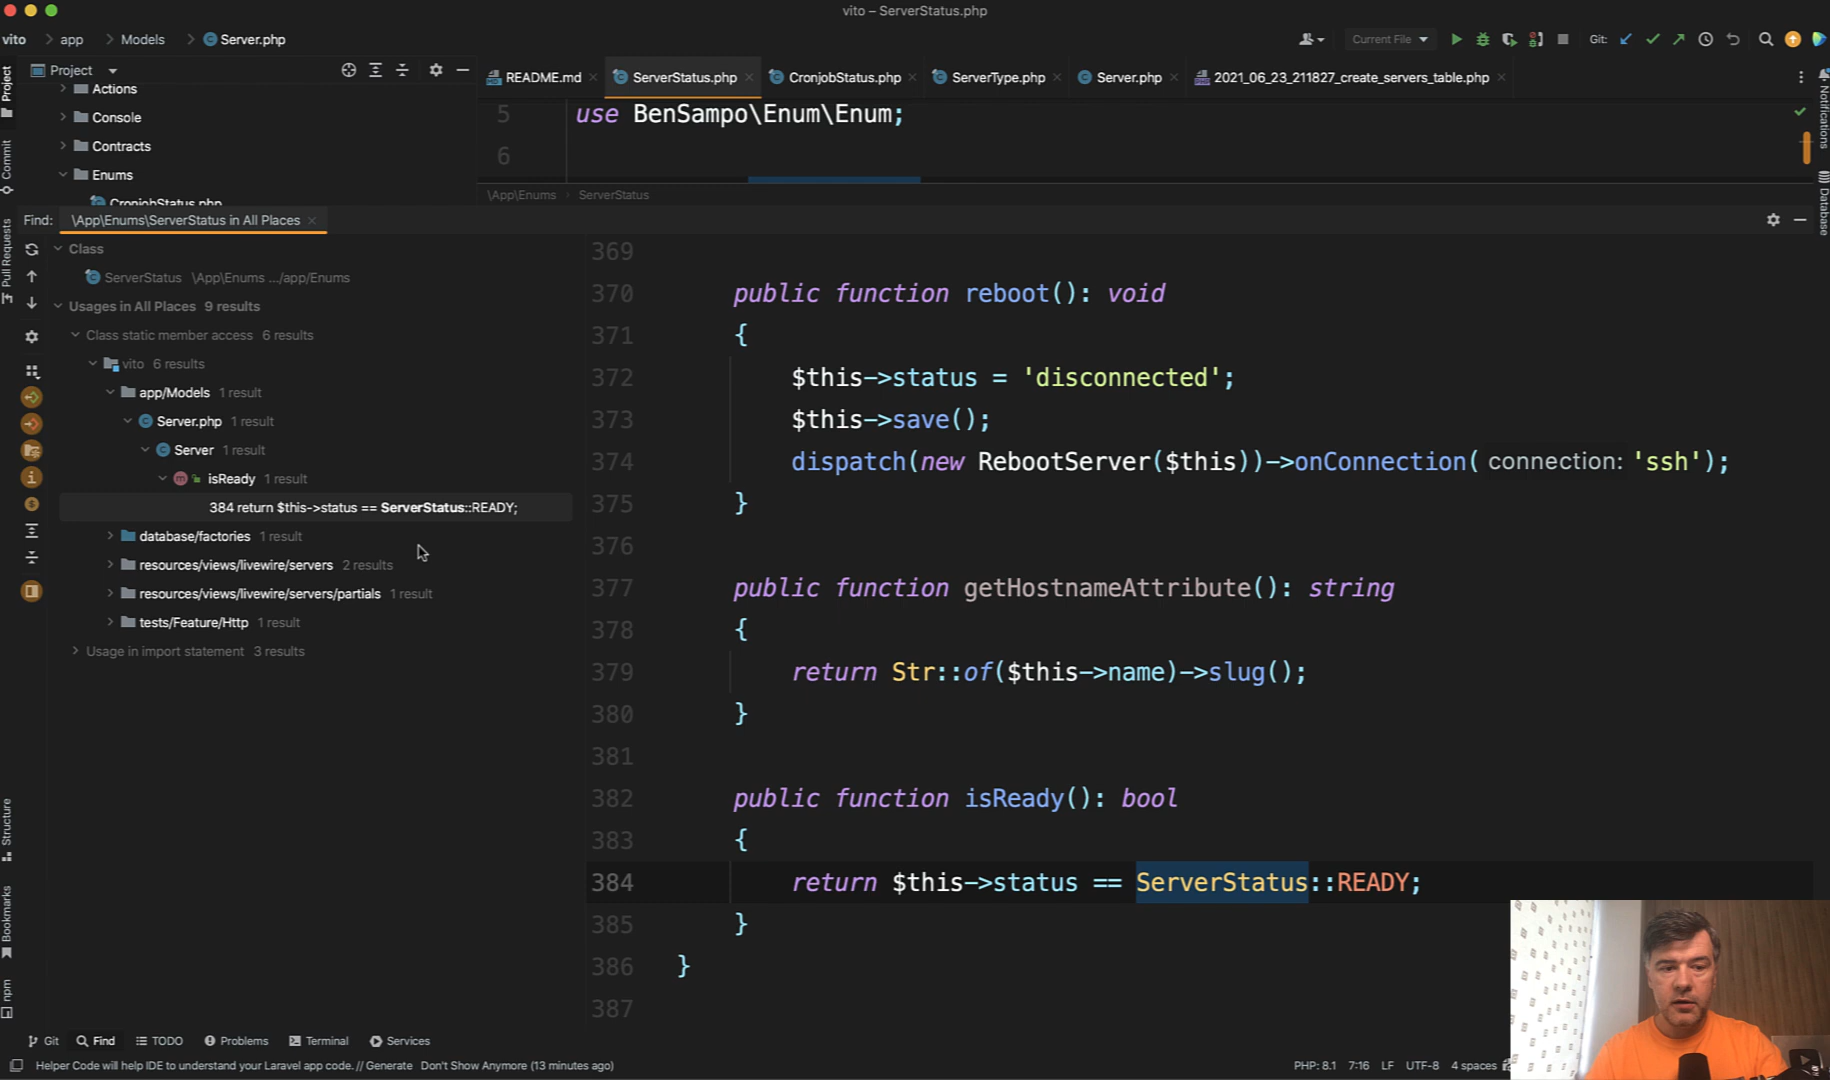 vito – ServerStatus.php
vito > app > Models > Server.php
Current File
Git:
Project
README.md
ServerStatus.php
CronjobStatus.php
ServerType.php
Server.php
2021_06_23_211827_create_servers_table.php
Actions
Console
Contracts
Enums
CronjobStatus.php
5 use BenSampo\Enum\Enum;
6
\App\Enums > ServerStatus
Find: \App\Enums\ServerStatus in All Places
Class
ServerStatus \App\Enums .../app/Enums
Usages in All Places 9 results
Class static member access 6 results
vito 6 results
app/Models 1 result
Server.php 1 result
Server 1 result
isReady 1 result
384 return $this->status == ServerStatus::READY;
database/factories 1 result
resources/views/livewire/servers 2 results
resources/views/livewire/servers/partials 1 result
tests/Feature/Http 1 result
Usage in import statement 3 results
369
370 public function reboot(): void
371 {
372 $this->status = 'disconnected';
373 $this->save();
374 dispatch(new RebootServer($this))->onConnection( connection: 'ssh');
375 }
376
377 public function getHostnameAttribute(): string
378 {
379 return Str::of($this->name)->slug();
380 }
381
382 public function isReady(): bool
383 {
384 return $this->status == ServerStatus::READY;
385 }
386 }
387
Project
Commit
Pull Requests
Structure
Bookmarks
npm
Notifications
Database
Git
Find
TODO
Problems
Terminal
Services
Helper Code will help IDE to understand your Laravel app code. // Generate Don't Show Anymore (13 minutes ago)
PHP: 8.1 7:16 LF UTF-8 4 spaces